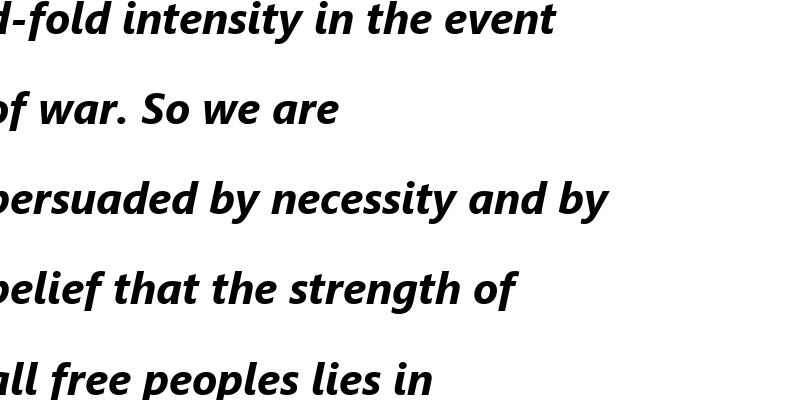 d-fold intensity in the event
of war. So we are
persuaded by necessity and by
belief that the strength of
all free peoples lies in